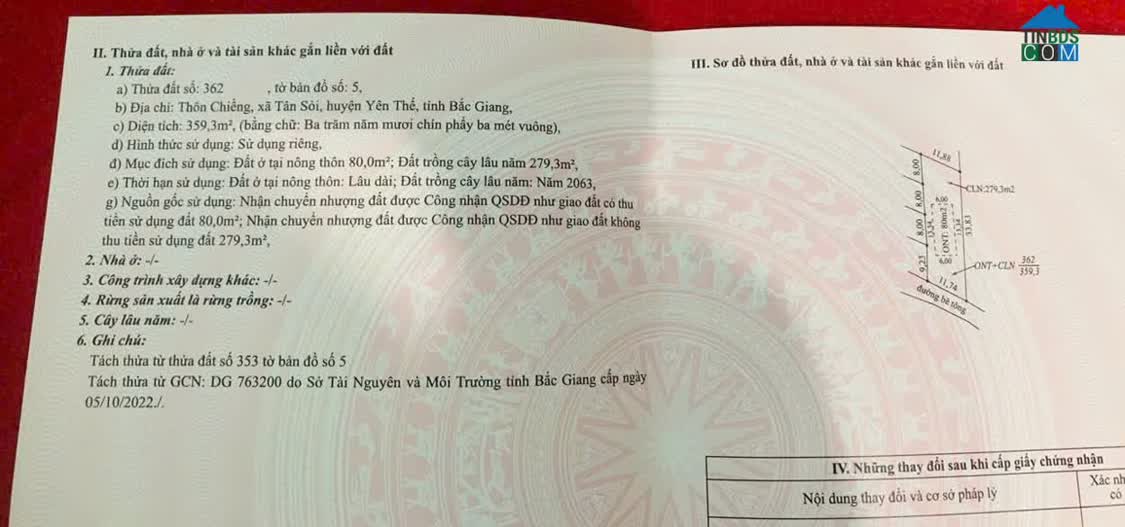 II. Thửa đất, nhà ở và tài sản khác gắn liền với đất
1. Thửa đất:
a) Thửa đất số: 362 , tờ bản đồ số: 5,
b) Địa chỉ: Thôn Chiềng, xã Tân Sỏi, huyện Yên Thế, tỉnh Bắc Giang,
c) Diện tích: 359,3m², (bằng chữ: Ba trăm năm mươi chín phẩy ba mét vuông),
d) Hình thức sử dụng: Sử dụng riêng,
đ) Mục đích sử dụng: Đất ở tại nông thôn 80,0m²; Đất trồng cây lâu năm 279,3m²,
e) Thời hạn sử dụng: Đất ở tại nông thôn: Lâu dài; Đất trồng cây lâu năm: Năm 2063,
g) Nguồn gốc sử dụng: Nhận chuyển nhượng đất được Công nhận QSDĐ như giao đất có thu
tiền sử dụng đất 80,0m²; Nhận chuyển nhượng đất được Công nhận QSDĐ như giao đất không
thu tiền sử dụng đất 279,3m²,
2. Nhà ở: -/-
3. Công trình xây dựng khác: -/-
4. Rừng sản xuất là rừng trồng: -/-
5. Cây lâu năm: -/-
6. Ghi chú:
Tách thửa từ thửa đất số 353 tờ bản đồ số 5
Tách thửa từ GCN: DG 763200 do Sở Tài Nguyên và Môi Trường tỉnh Bắc Giang cấp ngày
05/10/2022./.
TINBDS
COM
III. Sơ đồ thửa đất, nhà ở và tài sản khác gắn liền với đất
11,88
8,00
CLN:279,3m2
8,00
6,00
8,00
13,34
ONT: 80m2
13,34
33,83
9,23
6,00
ONT+CLN 362
359,3
11,74
đường bê tông
IV. Những thay đổi sau khi cấp giấy chứng nhận
Nội dung thay đổi và cơ sở pháp lý
Xác nh
có